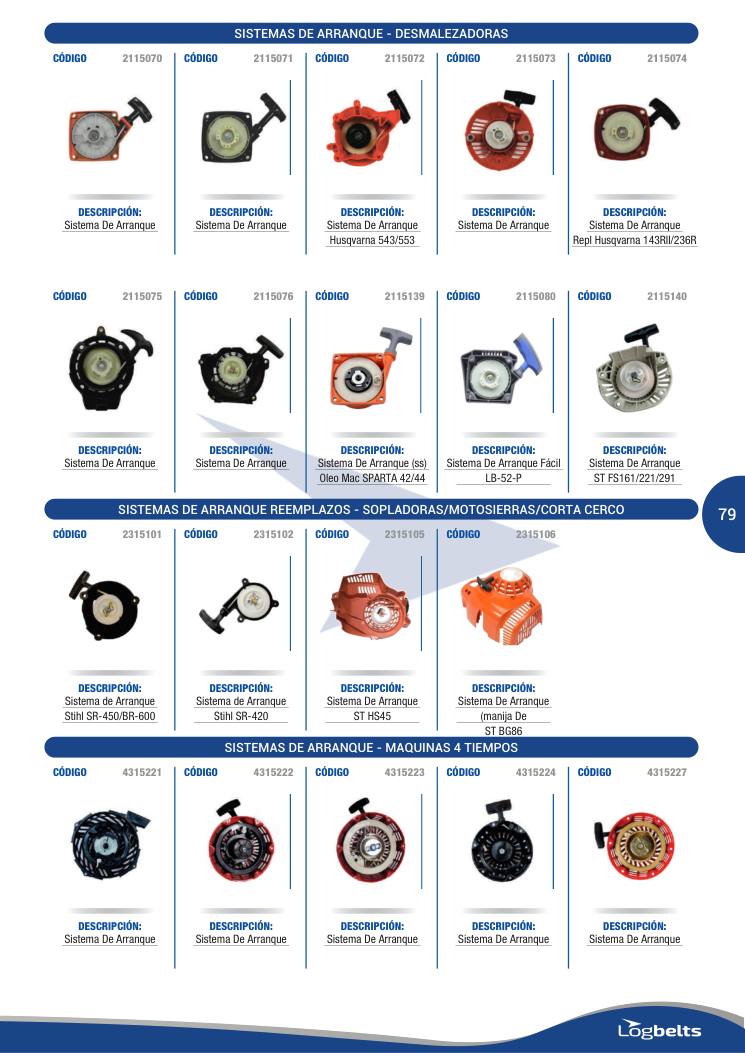 SISTEMAS DE ARRANQUE - DESMALEZADORAS
CÓDIGO 2115070
CÓDIGO 2115071
CÓDIGO 2115072
CÓDIGO 2115073
CÓDIGO 2115074
DESCRIPCIÓN:
Sistema De Arranque
DESCRIPCIÓN:
Sistema De Arranque
DESCRIPCIÓN:
Sistema De Arranque
Husqvarna 543/553
DESCRIPCIÓN:
Sistema De Arranque
DESCRIPCIÓN:
Sistema De Arranque
Repl Husqvarna 143RII/236R
CÓDIGO 2115075
CÓDIGO 2115076
CÓDIGO 2115139
CÓDIGO 2115080
CÓDIGO 2115140
DESCRIPCIÓN:
Sistema De Arranque
DESCRIPCIÓN:
Sistema De Arranque
DESCRIPCIÓN:
Sistema De Arranque (ss)
Oleo Mac SPARTA 42/44
DESCRIPCIÓN:
Sistema De Arranque Fácil
LB-52-P
DESCRIPCIÓN:
Sistema De Arranque
ST FS161/221/291
SISTEMAS DE ARRANQUE REEMPLAZOS - SOPLADORAS/MOTOSIERRAS/CORTA CERCO
79
CÓDIGO 2315101
CÓDIGO 2315102
CÓDIGO 2315105
CÓDIGO 2315106
DESCRIPCIÓN:
Sistema de Arranque
Stihl SR-450/BR-600
DESCRIPCIÓN:
Sistema de Arranque
Stihl SR-420
DESCRIPCIÓN:
Sistema De Arranque
ST HS45
DESCRIPCIÓN:
Sistema De Arranque
(manija De
ST BG86
SISTEMAS DE ARRANQUE - MAQUINAS 4 TIEMPOS
CÓDIGO 4315221
CÓDIGO 4315222
CÓDIGO 4315223
CÓDIGO 4315224
CÓDIGO 4315227
DESCRIPCIÓN:
Sistema De Arranque
DESCRIPCIÓN:
Sistema De Arranque
DESCRIPCIÓN:
Sistema De Arranque
DESCRIPCIÓN:
Sistema De Arranque
DESCRIPCIÓN:
Sistema De Arranque
Logbelts